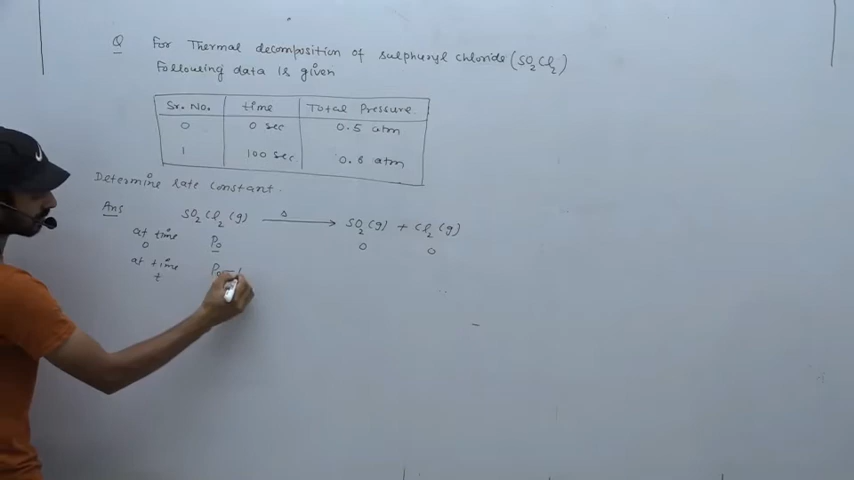 Q For Thermal decomposition of sulphuryl chloride (SO₂Cl₂)
Following data is given
Sr. No. time Total Pressure
0 0 sec 0.5 atm
1 100 sec 0.6 atm
Determine rate constant.
Ans SO₂Cl₂(g) —Δ→ SO₂(g) + Cl₂(g)
at time 0 P₀ 0 0
at time t P₀ –